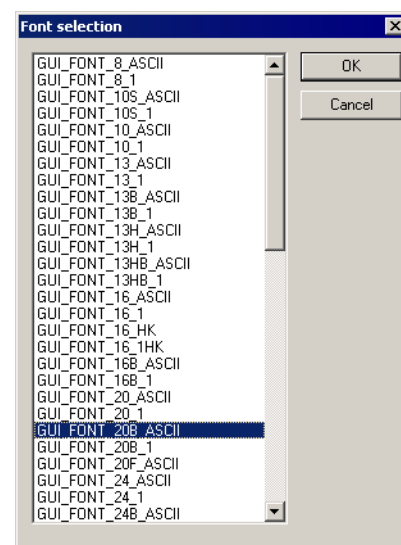 Font selection
GUI_FONT_8_ASCII
GUI_FONT_8_1
GUI_FONT_10S_ASCII
GUI_FONT_10S_1
GUI_FONT_10_ASCII
GUI_FONT_10_1
GUI_FONT_13_ASCII
GUI_FONT_13_1
GUI_FONT_13B_ASCII
GUI_FONT_13B_1
GUI_FONT_13H_ASCII
GUI_FONT_13H_1
GUI_FONT_13HB_ASCII
GUI_FONT_13HB_1
GUI_FONT_16_ASCII
GUI_FONT_16_1
GUI_FONT_16_HK
GUI_FONT_16_1HK
GUI_FONT_16B_ASCII
GUI_FONT_16B_1
GUI_FONT_20_ASCII
GUI_FONT_20_1
GUI_FONT_20B_ASCII
GUI_FONT_20B_1
GUI_FONT_20F_ASCII
GUI_FONT_24_ASCII
GUI_FONT_24_1
GUI_FONT_24B_ASCII
OK
Cancel